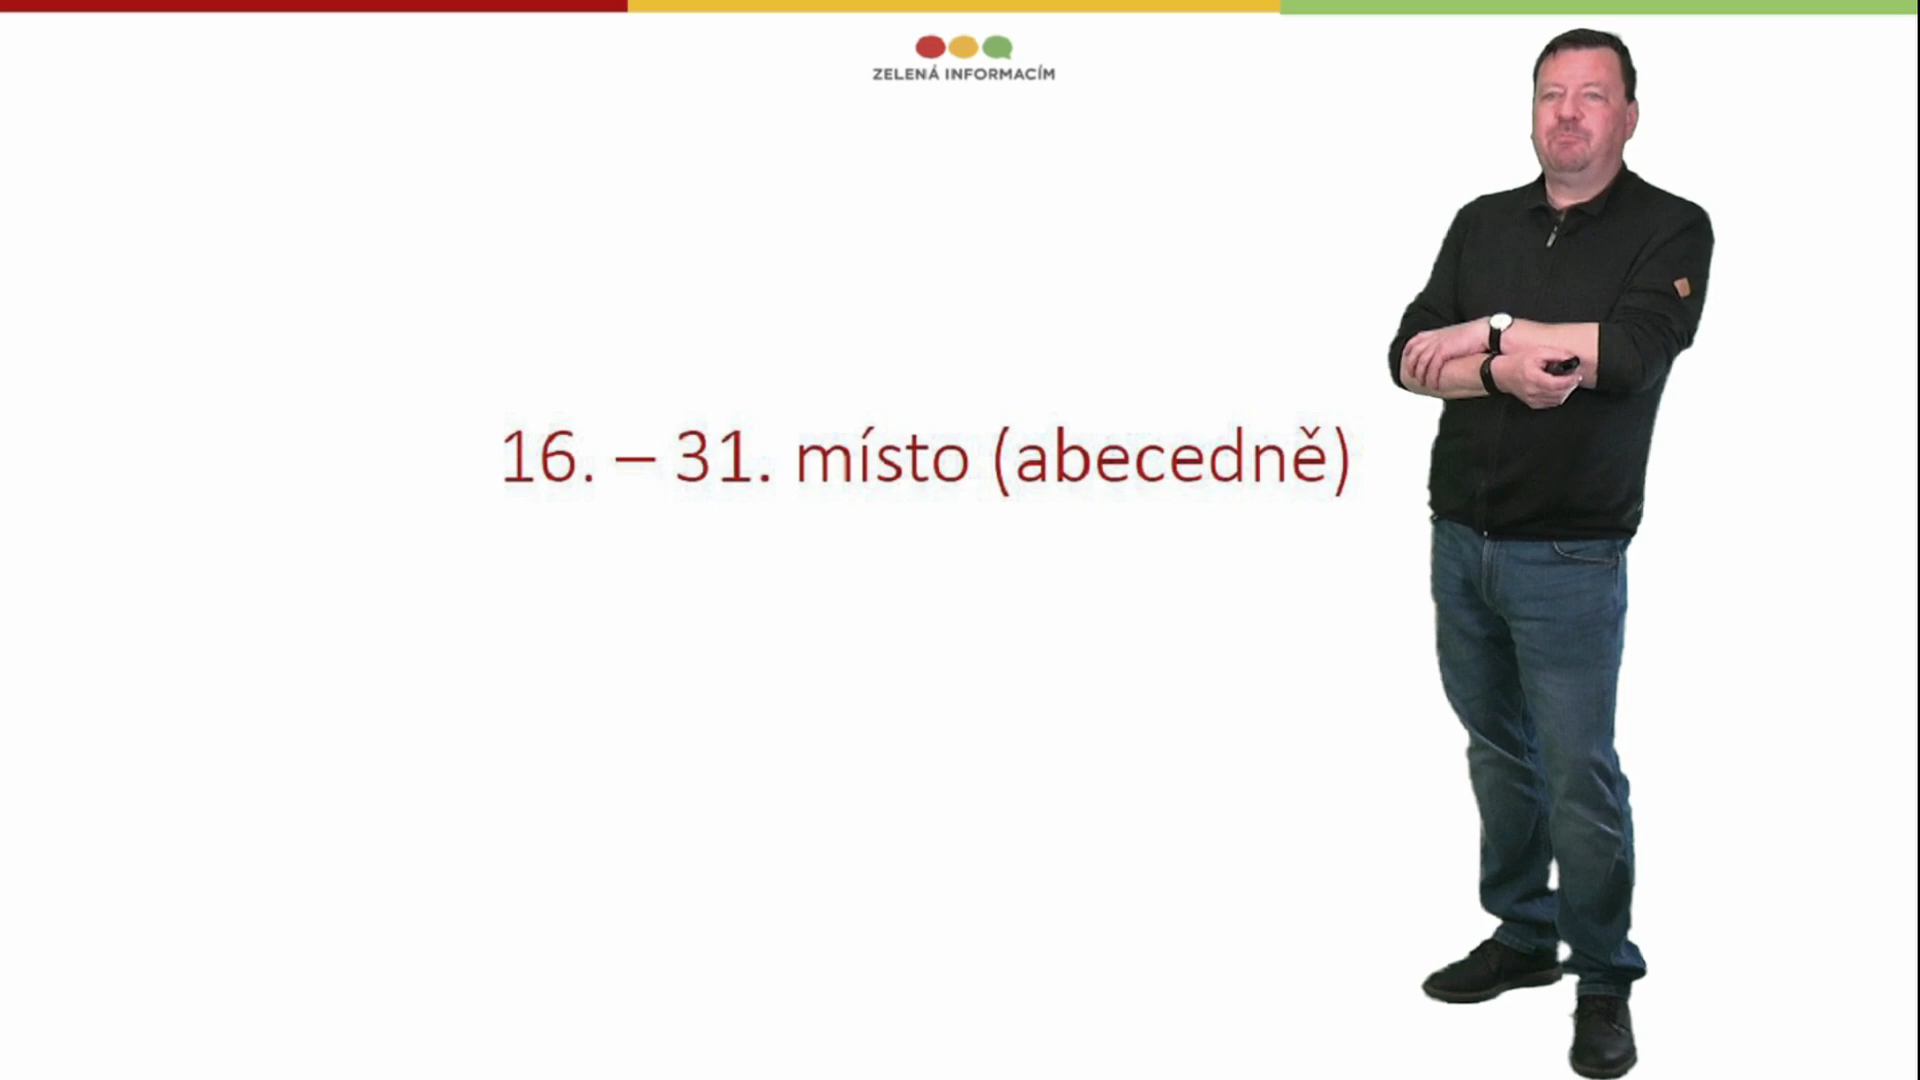 ZELENÁ INFORMACÍM
16. – 31. místo (abecedně)